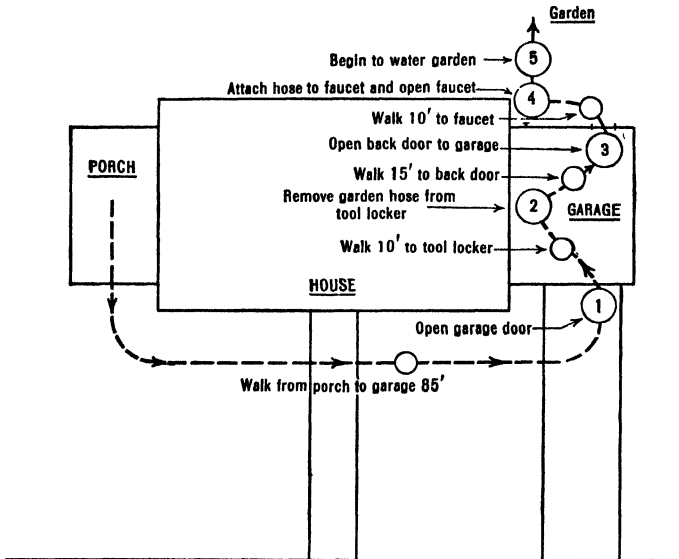 Garden
Begin to water garden
5
Attach hose to faucet and open faucet
4
Walk 10' to faucet
Open back door to garage
3
PORCH
Walk 15' to back door
Remove garden hose from
tool locker
2
GARAGE
Walk 10' to tool locker
HOUSE
1
Open garage door
Walk from porch to garage 85'